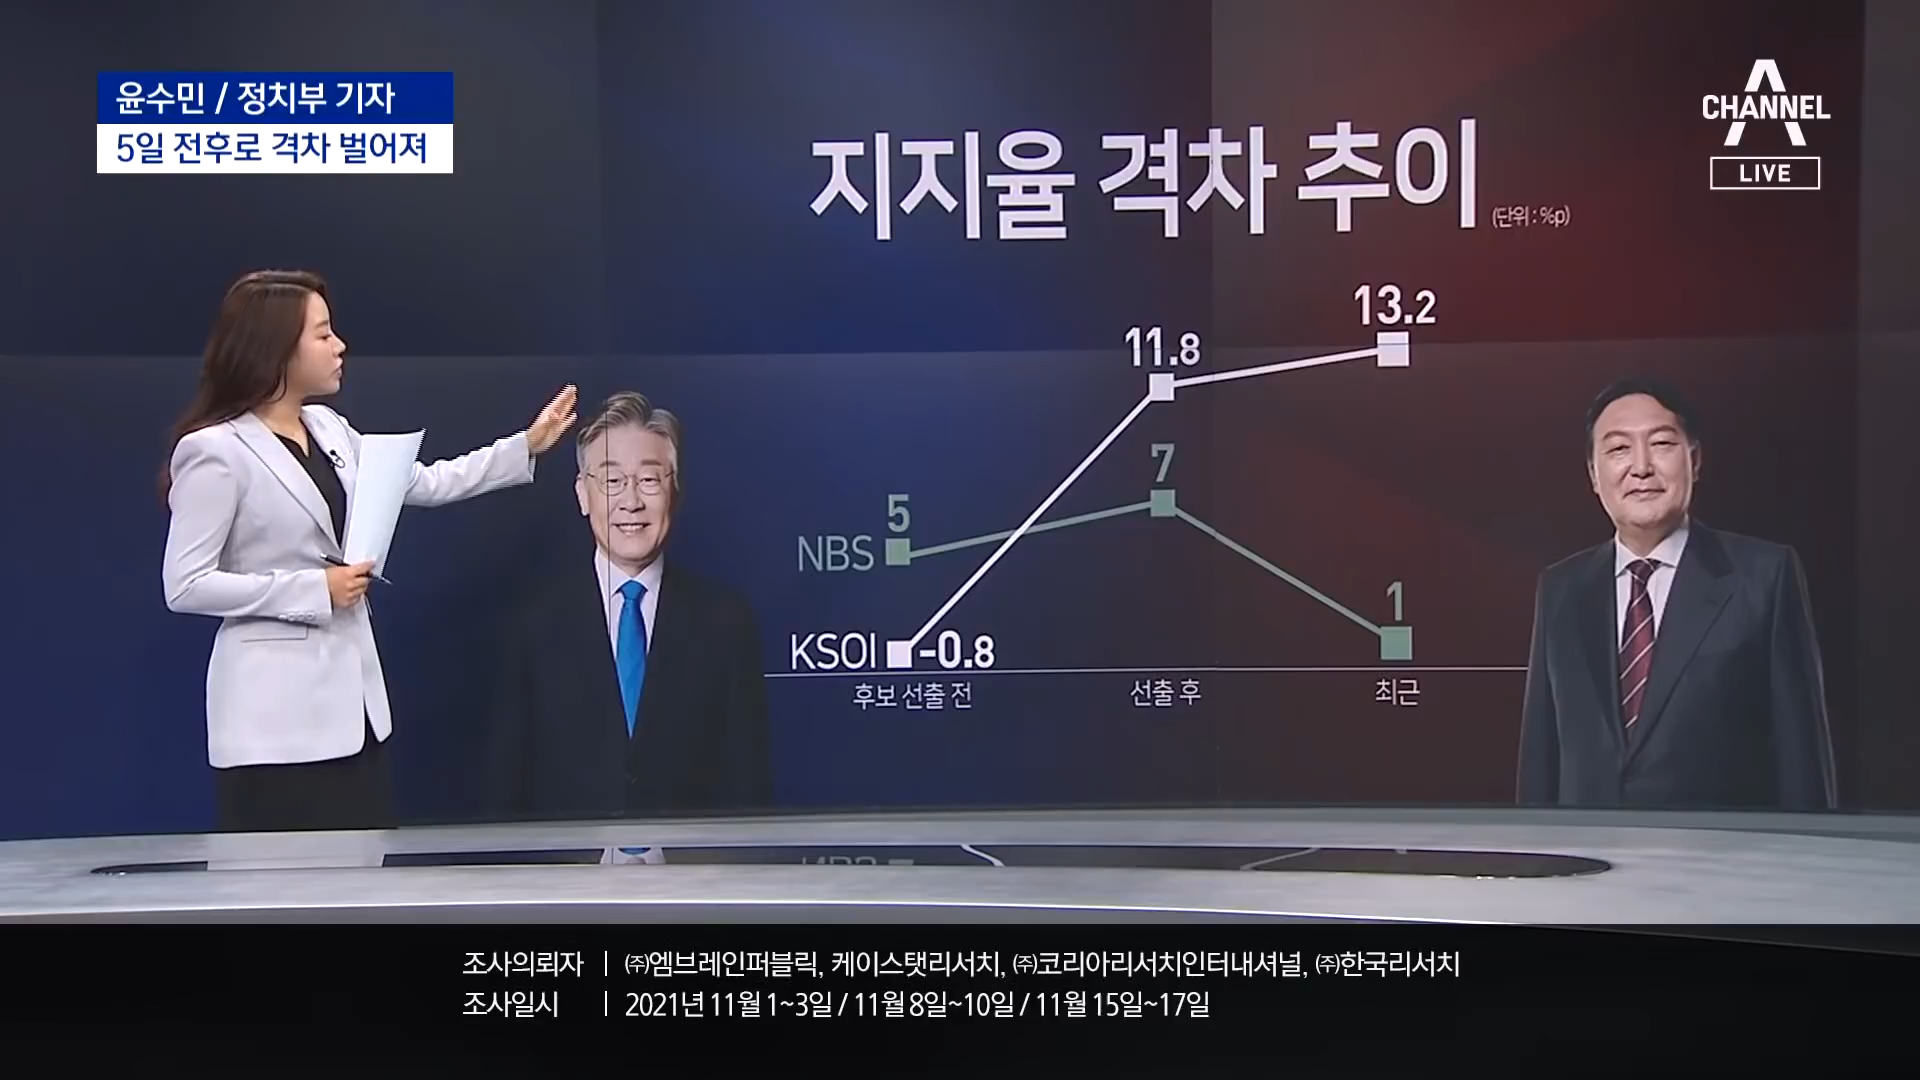 윤수민 / 정치부 기자
5일 전후로 격차 벌어져
CHANNEL A
LIVE
지지율 격차 추이 (단위 : %p)
13.2
11.8
7
5
NBS
1
KSOI -0.8
후보 선출 전 선출 후 최근
조사의뢰자 | ㈜엠브레인퍼블릭, 케이스탯리서치, ㈜코리아리서치인터내셔널, ㈜한국리서치
조사일시 | 2021년 11월 1~3일 / 11월 8일~10일 / 11월 15일~17일